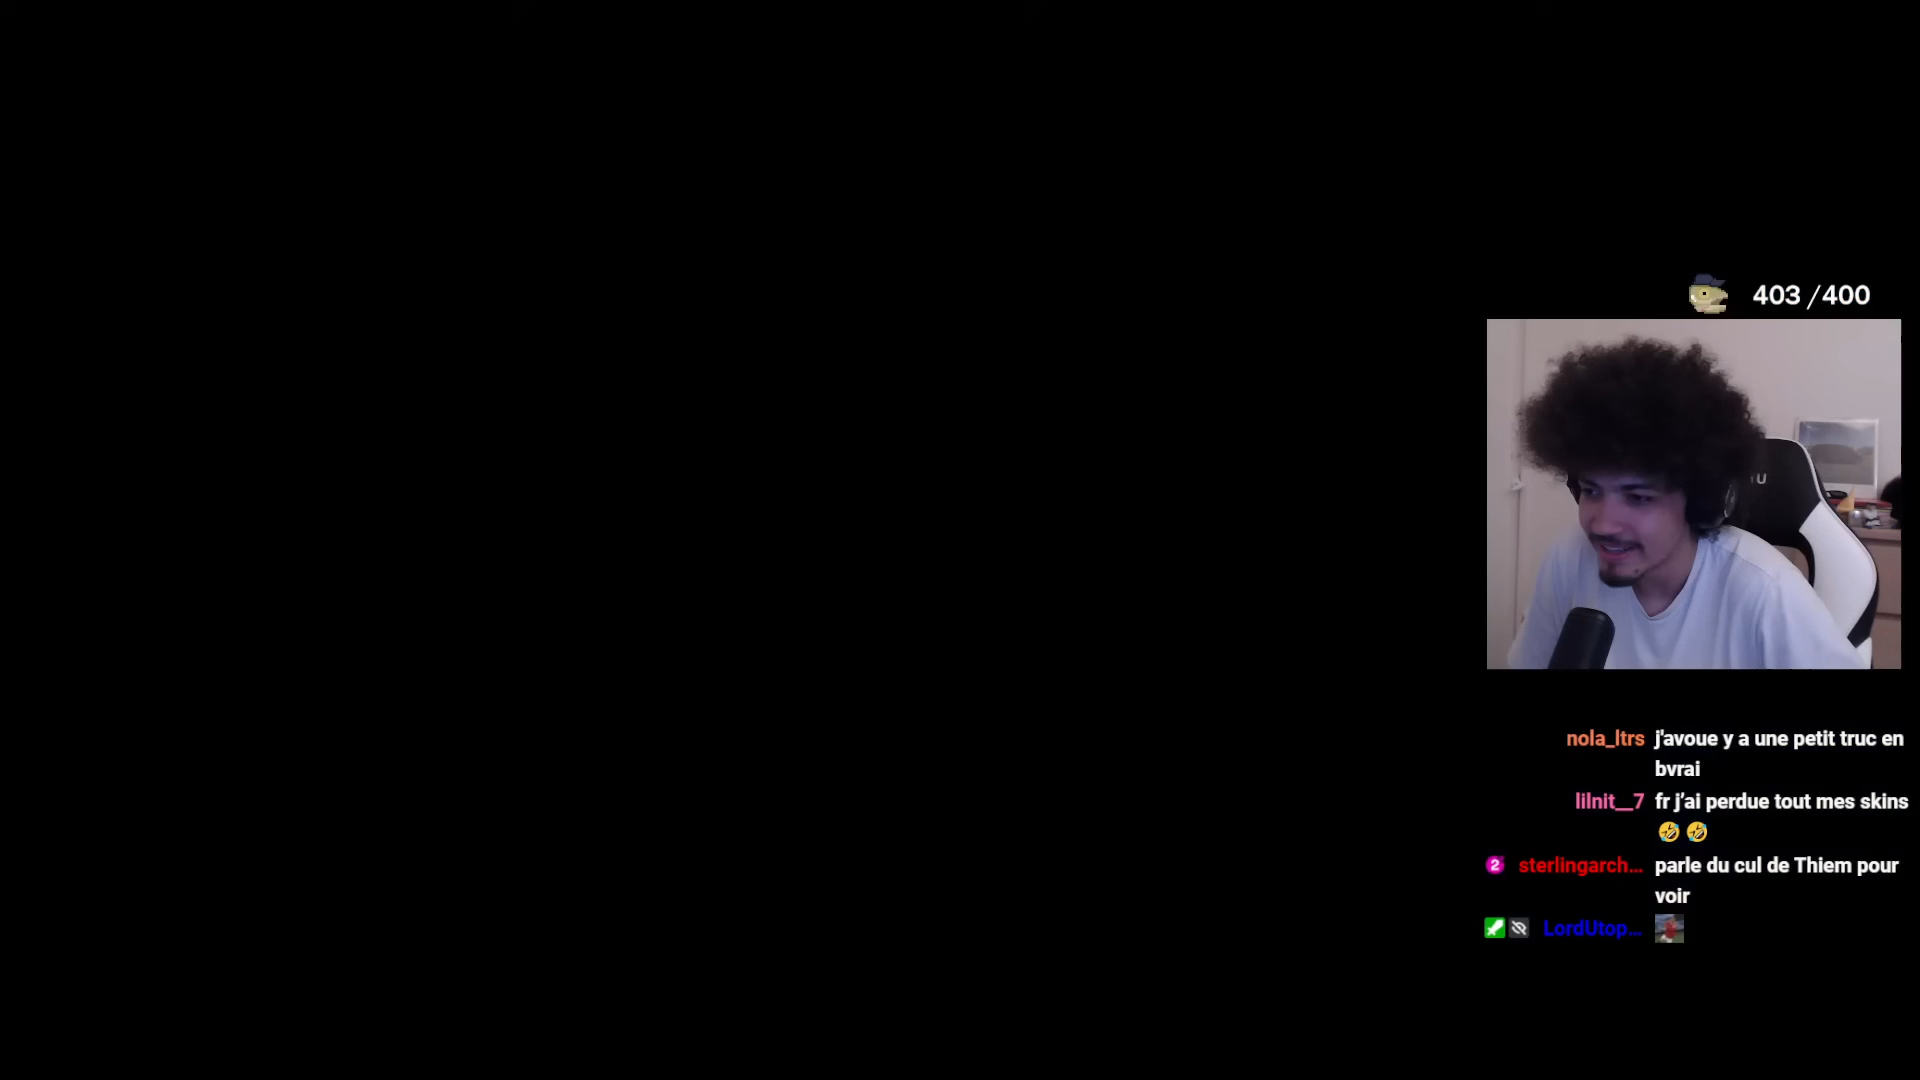 403 /400
nola_ltrs j'avoue y a une petit truc en
bvrai
lilnit__7 fr j'ai perdue tout mes skins
🤣 🤣
2 sterlingarch… parle du cul de Thiem pour
voir
LordUtop…